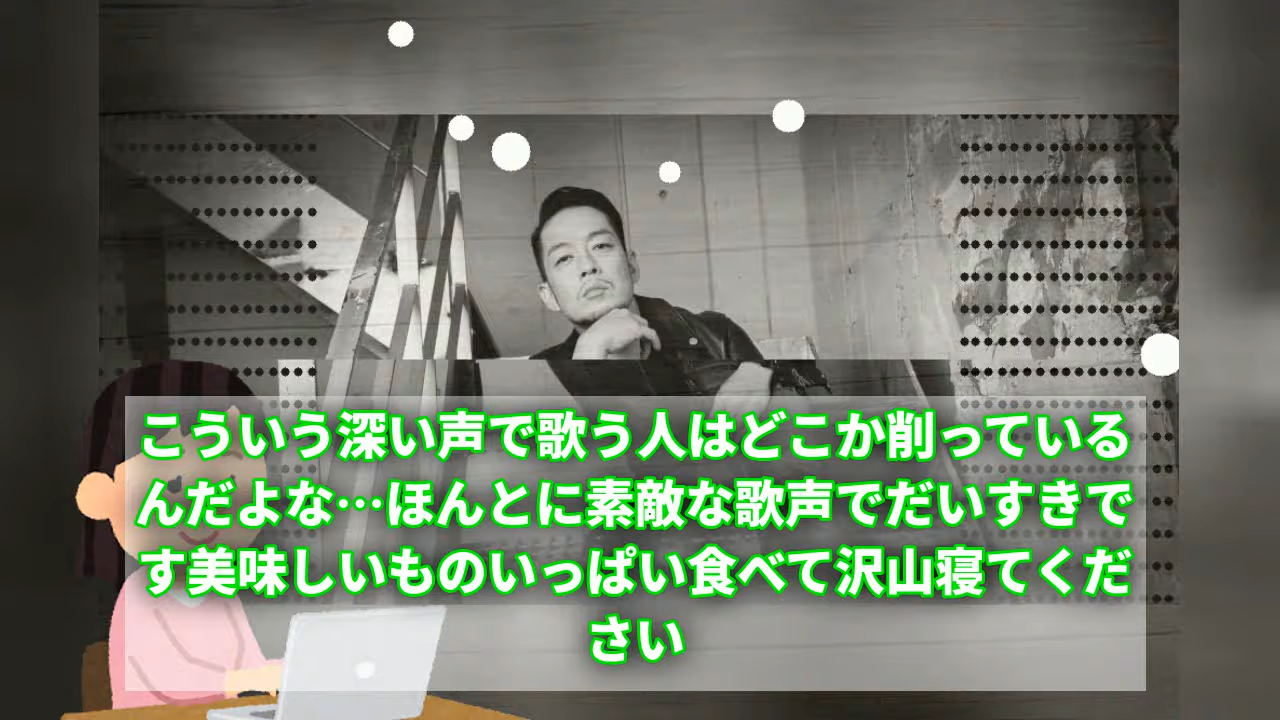 こういう深い声で歌う人はどこか削っている
んだよな…ほんとに素敵な歌声でだいすきで
す美味しいものいっぱい食べて沢山寝てくだ
さい